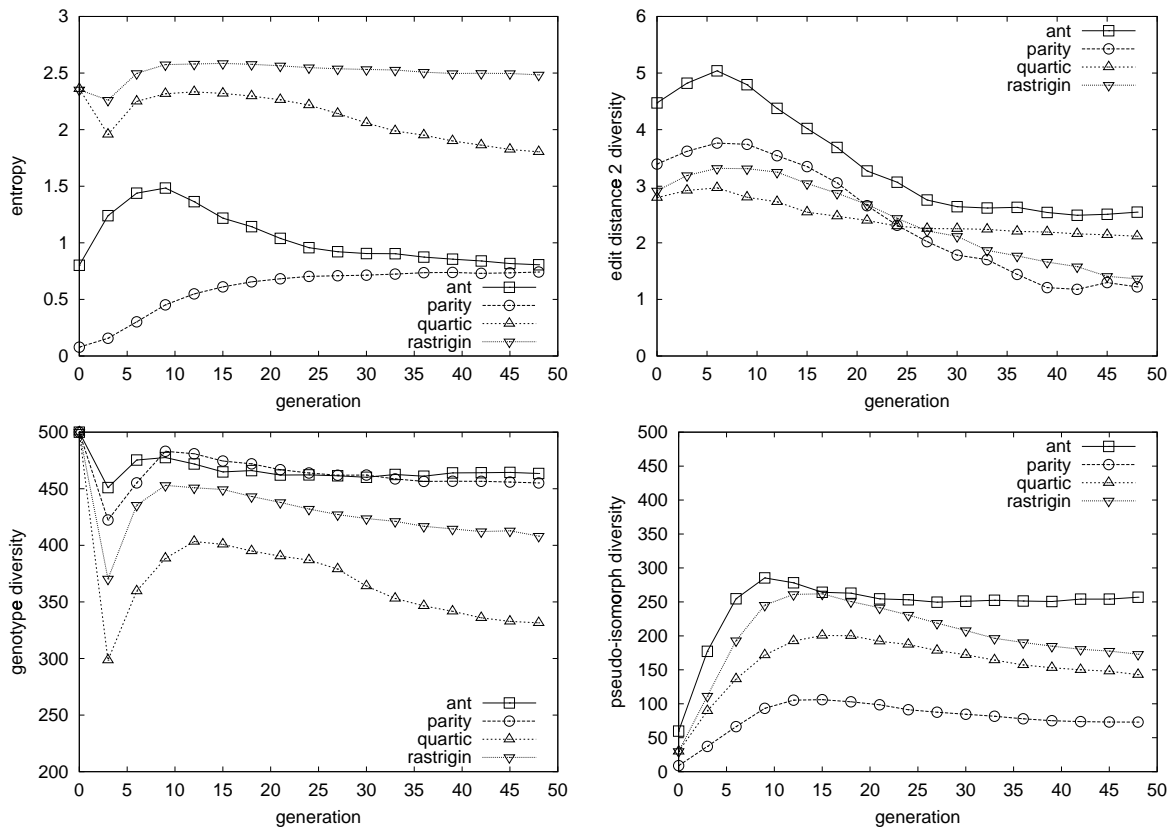 3
2.5
2
1.5
1
0.5
0
entropy
0 5 10 15 20 25 30 35 40 45 50
generation
ant
parity
quartic
rastrigin
6
5
4
3
2
1
0
edit distance 2 diversity
0 5 10 15 20 25 30 35 40 45 50
generation
ant
parity
quartic
rastrigin
500
450
400
350
300
250
200
genotype diversity
0 5 10 15 20 25 30 35 40 45 50
generation
ant
parity
quartic
rastrigin
500
450
400
350
300
250
200
150
100
50
0
pseudo-isomorph diversity
0 5 10 15 20 25 30 35 40 45 50
generation
ant
parity
quartic
rastrigin